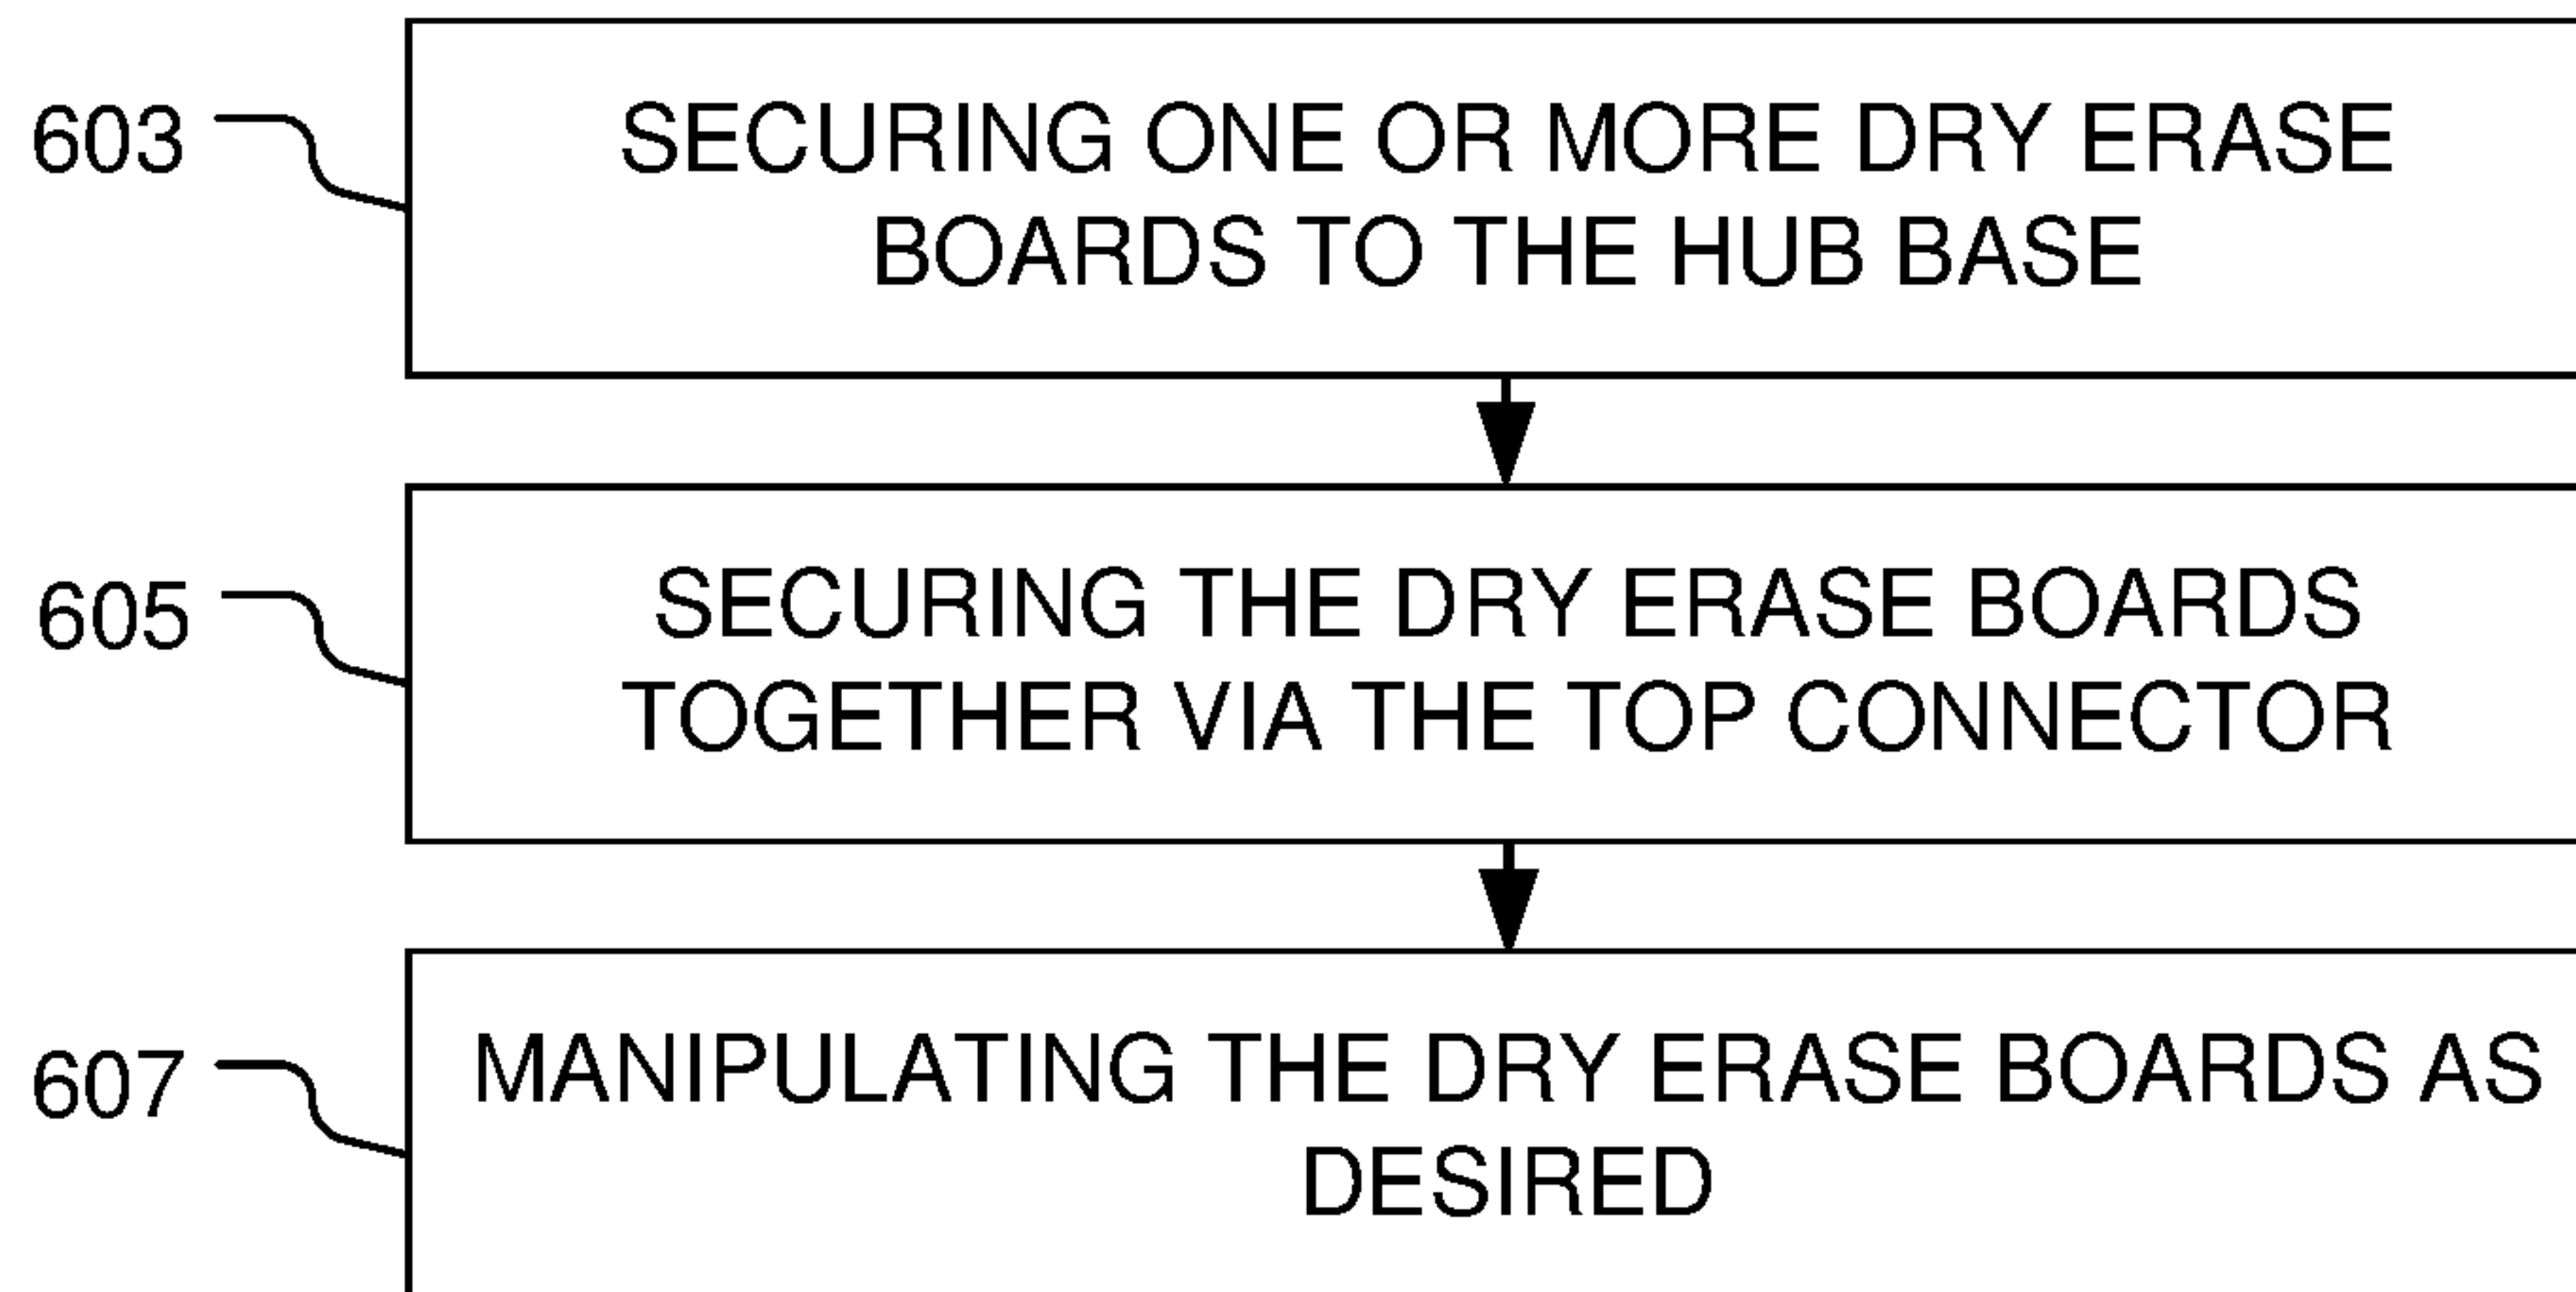 603
SECURING ONE OR MORE DRY ERASE
BOARDS TO THE HUB BASE
605
SECURING THE DRY ERASE BOARDS
TOGETHER VIA THE TOP CONNECTOR
607
MANIPULATING THE DRY ERASE BOARDS AS
DESIRED